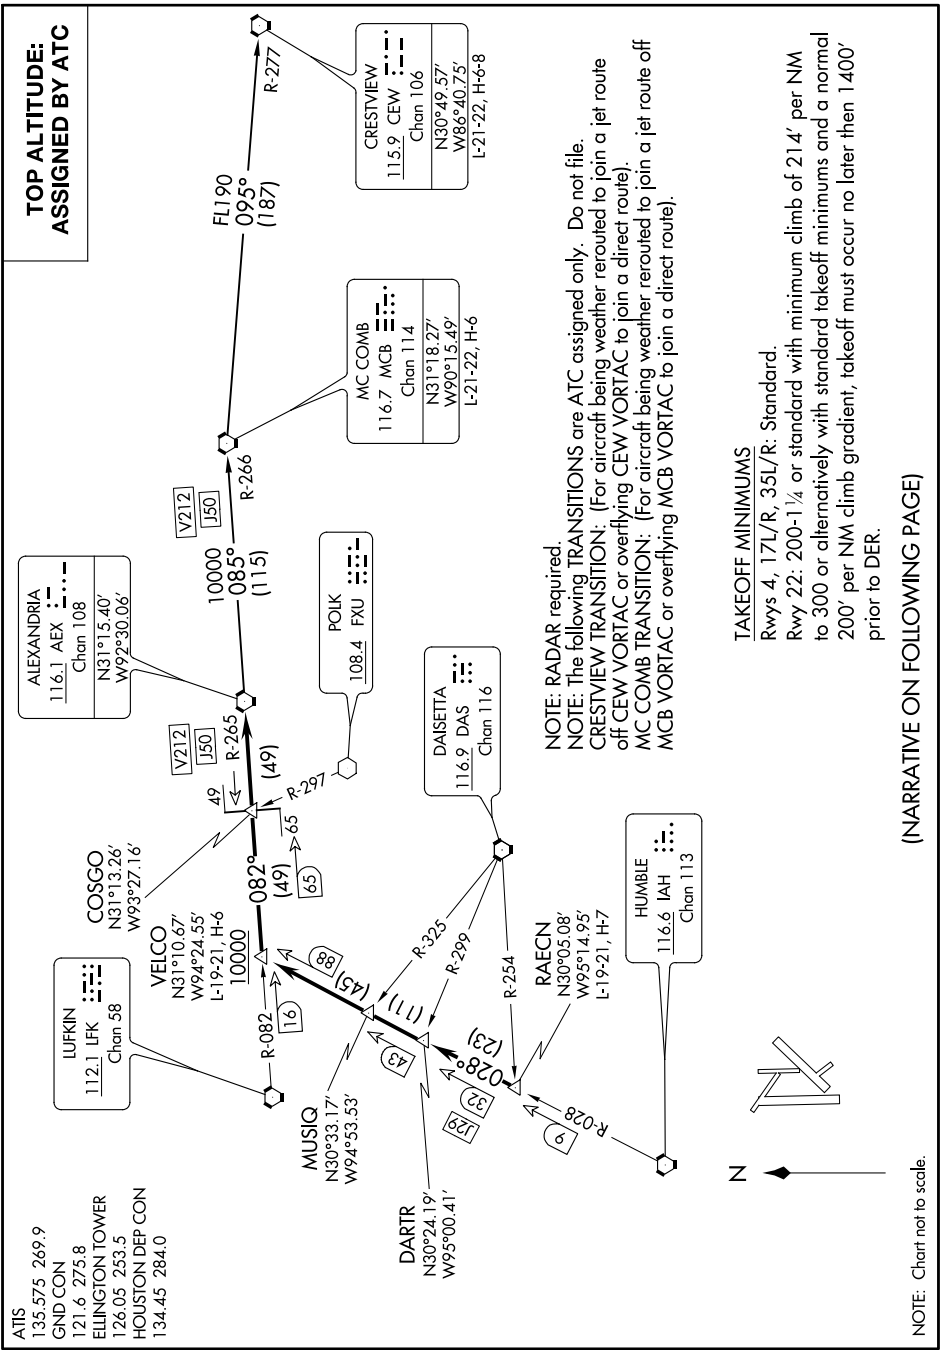 ATIS
135.575 269.9
GND CON
121.6 275.8
ELLINGTON TOWER
126.05 253.5
HOUSTON DEP CON
134.45 284.0
TOP ALTITUDE:
ASSIGNED BY ATC
LUFKIN
112.1 LFK
Chan 58
ALEXANDRIA
116.1 AEX
Chan 108
N31°15.40'
W92°30.06'
COSGO
N31°13.26'
W93°27.16'
VELCO
N31°10.67'
W94°24.55'
L-19-21, H-6
10000
R-082
16
082°
(49)
65
65
49
R-265
V212
J50
(49)
R-297
POLK
108.4 FXU
10000
085°
(115)
V212
J50
R-266
MC COMB
116.7 MCB
Chan 114
N31°18.27'
W90°15.49'
L-21-22, H-6
FL190
095°
(187)
R-277
CRESTVIEW
115.9 CEW
Chan 106
N30°49.57'
W86°40.75'
L-21-22, H-6-8
MUSIQ
N30°33.17'
W94°53.53'
88
(45)
R-325
43
(11)
R-299
DAISETTA
116.9 DAS
Chan 116
DARTR
N30°24.19'
W95°00.41'
J29
32
028°
(23)
R-254
RAECN
N30°05.08'
W95°14.95'
L-19-21, H-7
9
R-028
HUMBLE
116.6 IAH
Chan 113
N
NOTE: RADAR required.
NOTE: The following TRANSITIONS are ATC assigned only. Do not file.
CRESTVIEW TRANSITION: (For aircraft being weather rerouted to join a jet route
off CEW VORTAC or overflying CEW VORTAC to join a direct route).
MC COMB TRANSITION: (For aircraft being weather rerouted to join a jet route off
MCB VORTAC or overflying MCB VORTAC to join a direct route).
TAKEOFF MINIMUMS
Rwys 4, 17L/R, 35L/R: Standard.
Rwy 22: 200-1¼ or standard with minimum climb of 214' per NM
to 300 or alternatively with standard takeoff minimums and a normal
200' per NM climb gradient, takeoff must occur no later then 1400'
prior to DER.
(NARRATIVE ON FOLLOWING PAGE)
NOTE: Chart not to scale.